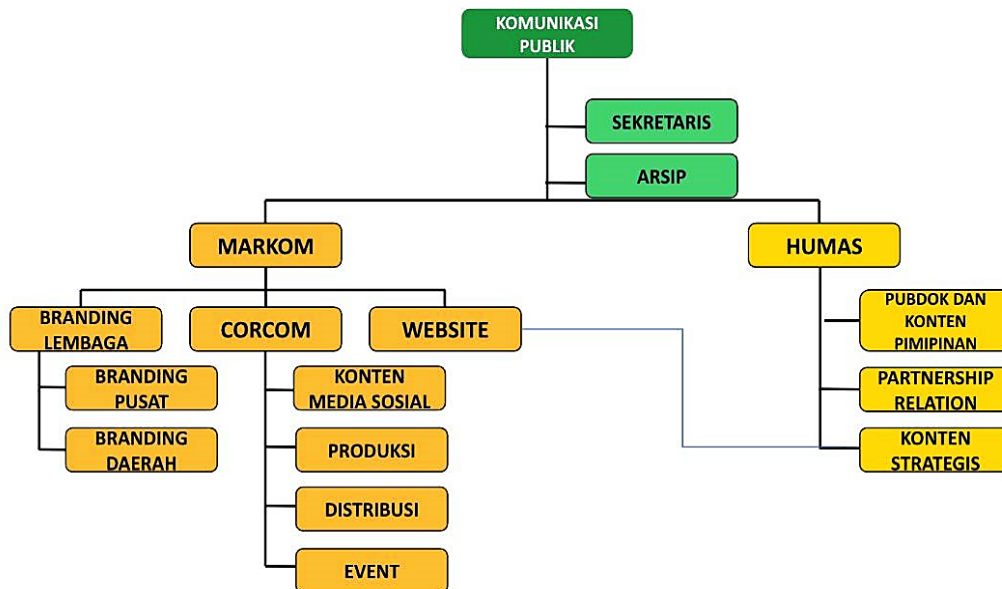 KOMUNIKASI
PUBLIK
SEKRETARIS
ARSIP
MARKOM
HUMAS
BRANDING
LEMBAGA
CORCOM
WEBSITE
PUBDOK DAN
KONTEN
PIMIPINAN
BRANDING
PUSAT
KONTEN
MEDIA SOSIAL
PARTNERSHIP
RELATION
BRANDING
DAERAH
PRODUKSI
KONTEN
STRATEGIS
DISTRIBUSI
EVENT